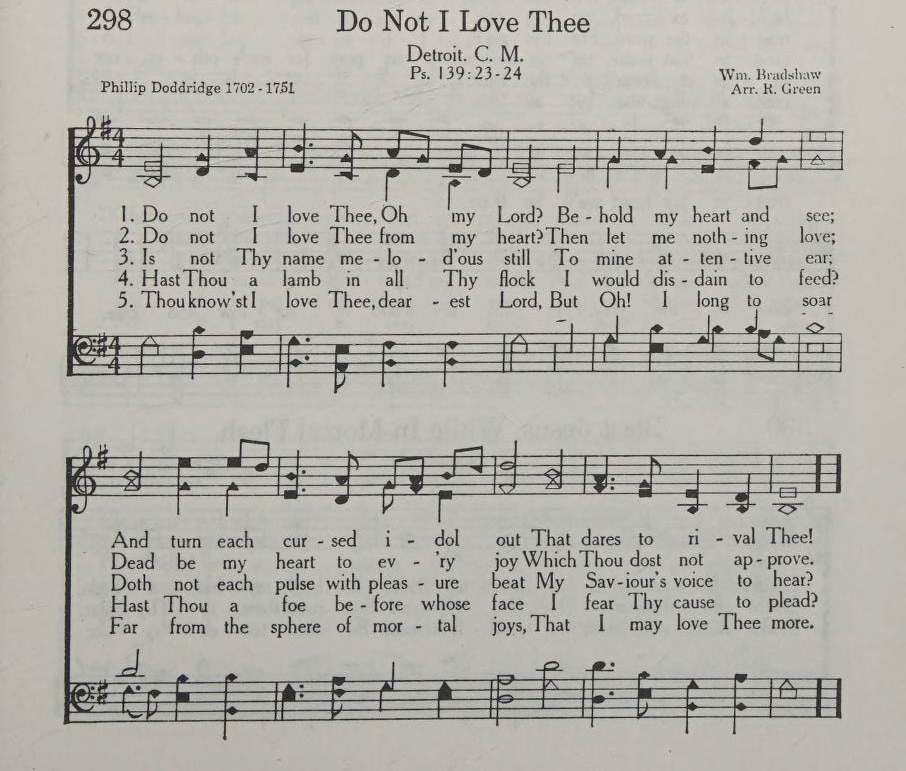 298
Do Not I Love Thee
Detroit. C. M.
Ps. 139:23-24
Phillip Doddridge 1702 - 1751
Wm. Bradshaw
Arr. R. Green
4
4
1. Do not I love Thee, Oh my Lord? Be - hold my heart and see;
2. Do not I love Thee from my heart? Then let me noth - ing love;
3. Is not Thy name me - lo - d'ous still To mine at - ten - tive ear;
4. Hast Thou a lamb in all Thy flock I would dis - dain to feed?
5. Thou know'st I love Thee, dear - est Lord, But Oh! I long to soar
4
4
And turn each cur - sed i - dol out That dares to ri - val Thee!
Dead be my heart to ev - 'ry joy Which Thou dost not ap - prove.
Doth not each pulse with pleas - ure beat My Sav - iour's voice to hear?
Hast Thou a foe be - fore whose face I fear Thy cause to plead?
Far from the sphere of mor - tal joys, That I may love Thee more.